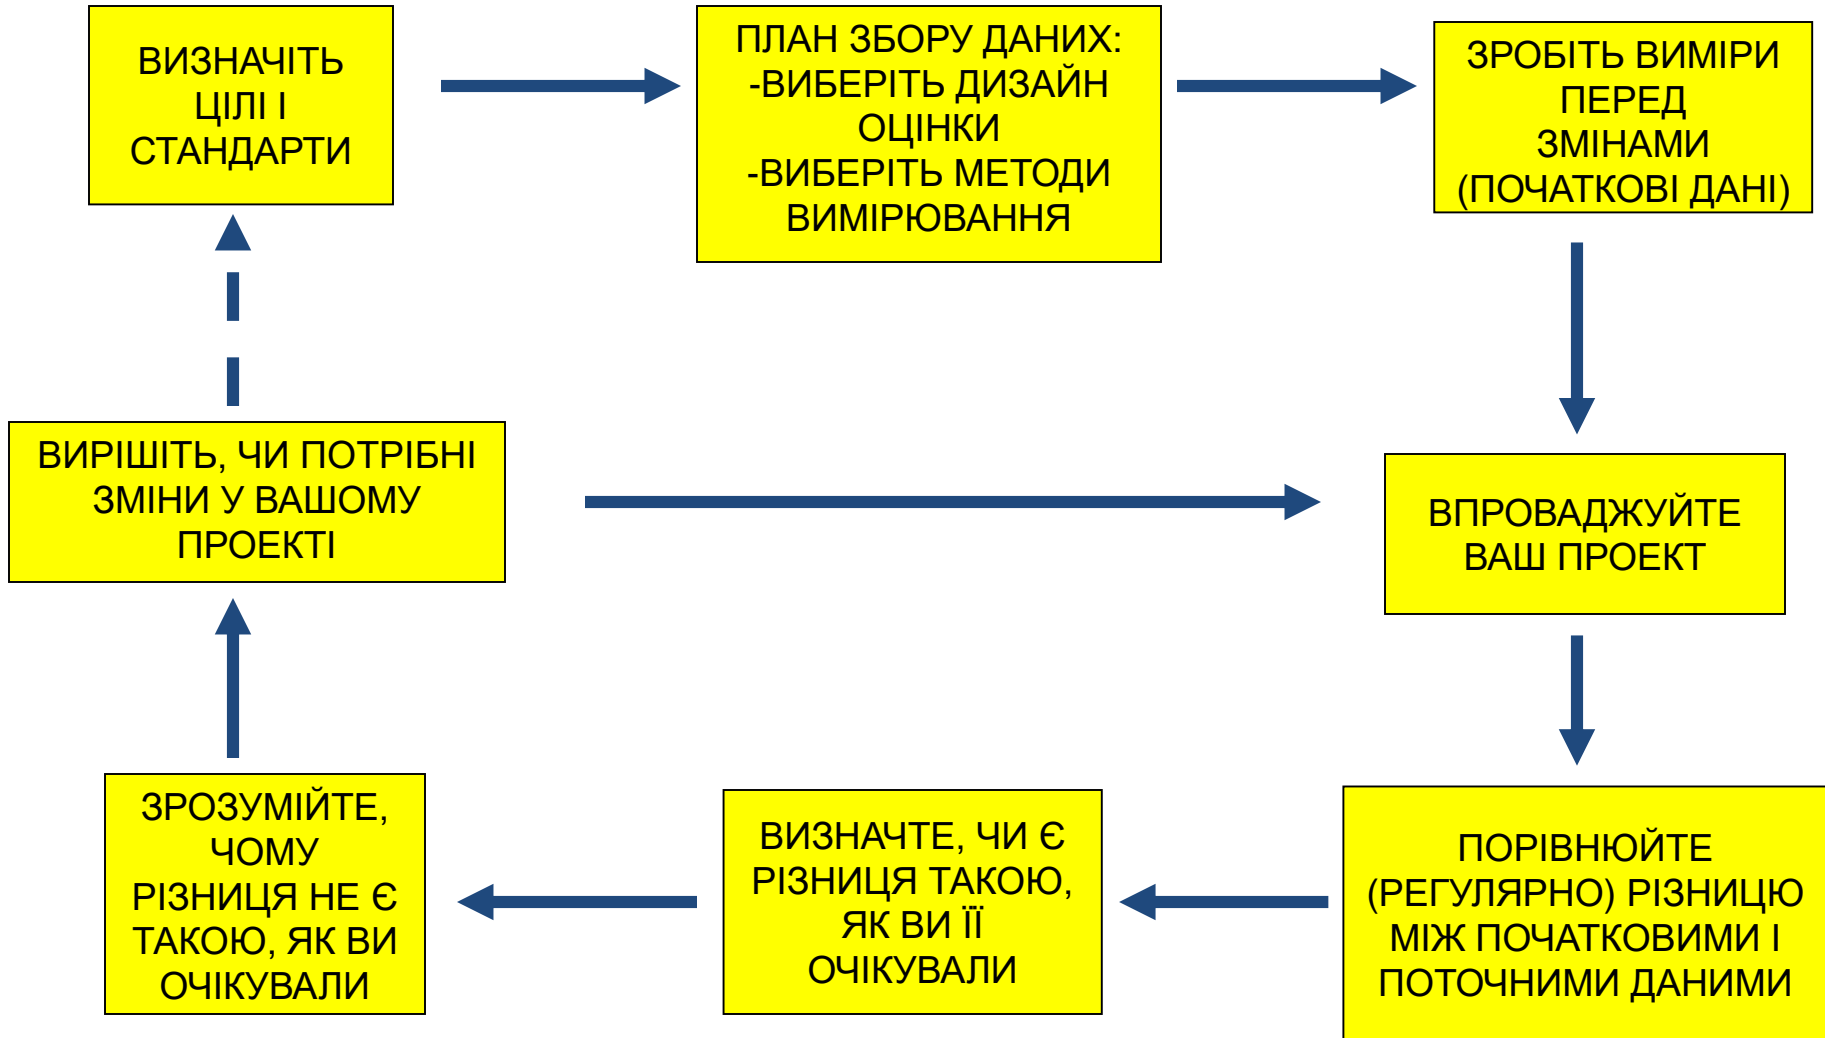 ВИЗНАЧІТЬ
ЦІЛІ І
СТАНДАРТИ
ПЛАН ЗБОРУ ДАНИХ:
-ВИБЕРІТЬ ДИЗАЙН
ОЦІНКИ
-ВИБЕРІТЬ МЕТОДИ
ВИМІРЮВАННЯ
ЗРОБІТЬ ВИМІРИ
ПЕРЕД
ЗМІНАМИ
(ПОЧАТКОВІ ДАНІ)
ВИРІШІТЬ, ЧИ ПОТРІБНІ
ЗМІНИ У ВАШОМУ
ПРОЕКТІ
ВПРОВАДЖУЙТЕ
ВАШ ПРОЕКТ
ЗРОЗУМІЙТЕ,
ЧОМУ
РІЗНИЦЯ НЕ Є
ТАКОЮ, ЯК ВИ
ОЧІКУВАЛИ
ВИЗНАЧТЕ, ЧИ Є
РІЗНИЦЯ ТАКОЮ,
ЯК ВИ ЇЇ
ОЧІКУВАЛИ
ПОРІВНЮЙТЕ
(РЕГУЛЯРНО) РІЗНИЦЮ
МІЖ ПОЧАТКОВИМИ І
ПОТОЧНИМИ ДАНИМИ